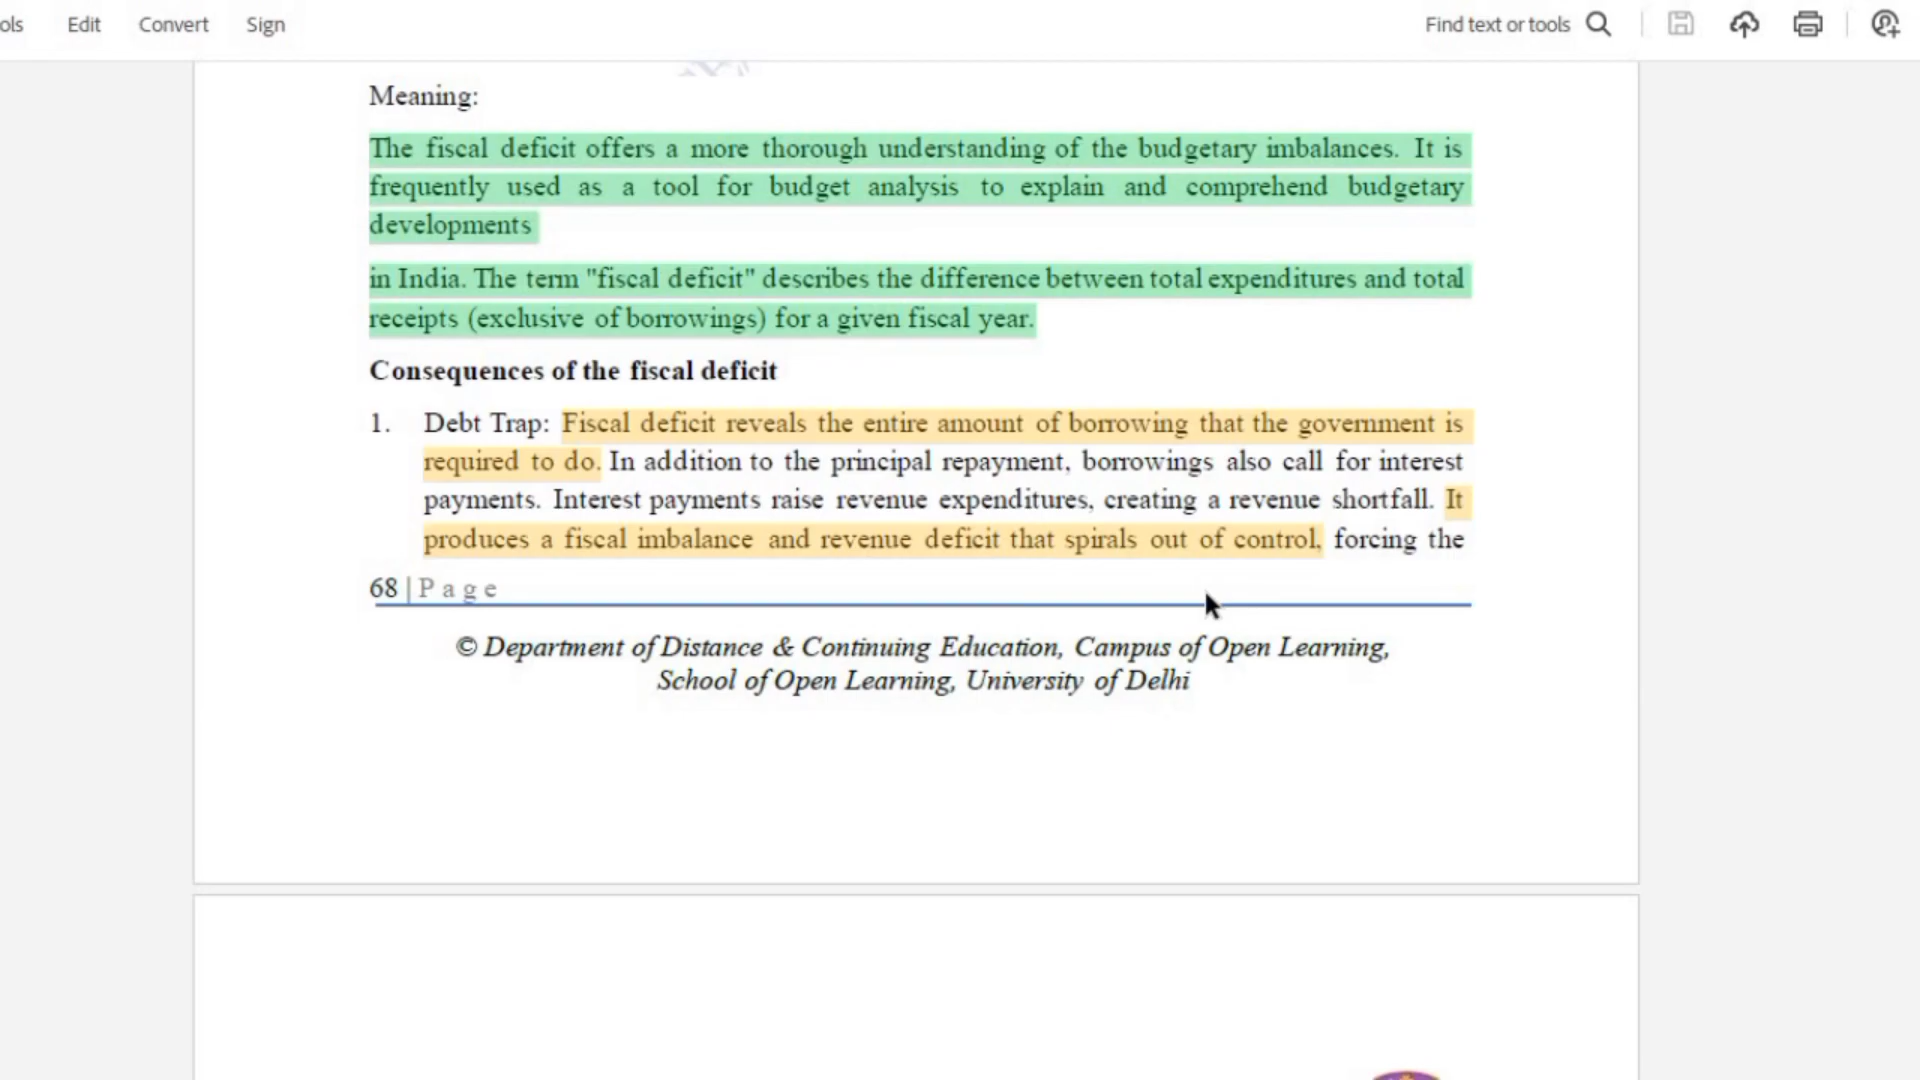 ols Edit Convert Sign Find text or tools
Meaning:
The fiscal deficit offers a more thorough understanding of the budgetary imbalances. It is
frequently used as a tool for budget analysis to explain and comprehend budgetary
developments
in India. The term "fiscal deficit" describes the difference between total expenditures and total
receipts (exclusive of borrowings) for a given fiscal year.
Consequences of the fiscal deficit
1. Debt Trap: Fiscal deficit reveals the entire amount of borrowing that the government is
required to do. In addition to the principal repayment, borrowings also call for interest
payments. Interest payments raise revenue expenditures, creating a revenue shortfall. It
produces a fiscal imbalance and revenue deficit that spirals out of control, forcing the
68 | P a g e
© Department of Distance & Continuing Education, Campus of Open Learning,
School of Open Learning, University of Delhi